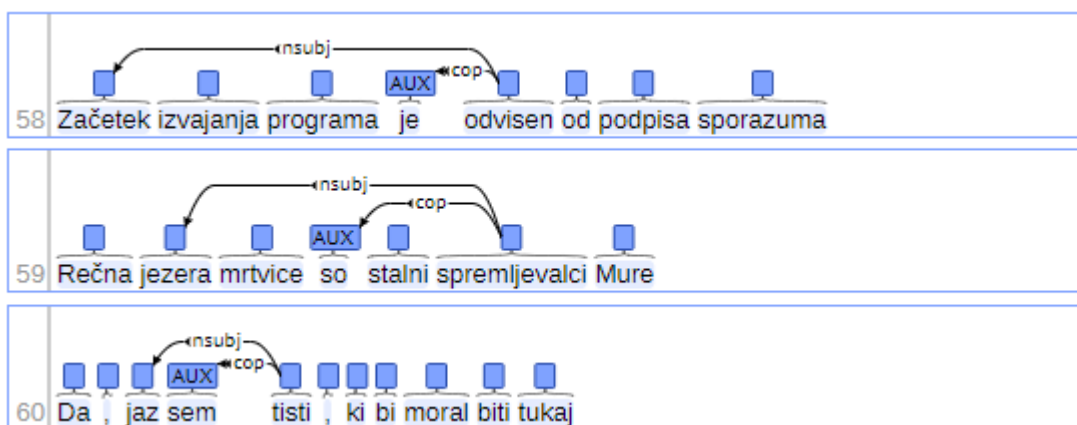 nsubj
AUX cop
58 Začetek izvajanja programa je odvisen od podpisa sporazuma
nsubj
cop
AUX
59 Rečna jezera mrtvice so stalni spremljevalci Mure
nsubj
cop
AUX
60 Da , jaz sem tisti , ki bi moral biti tukaj